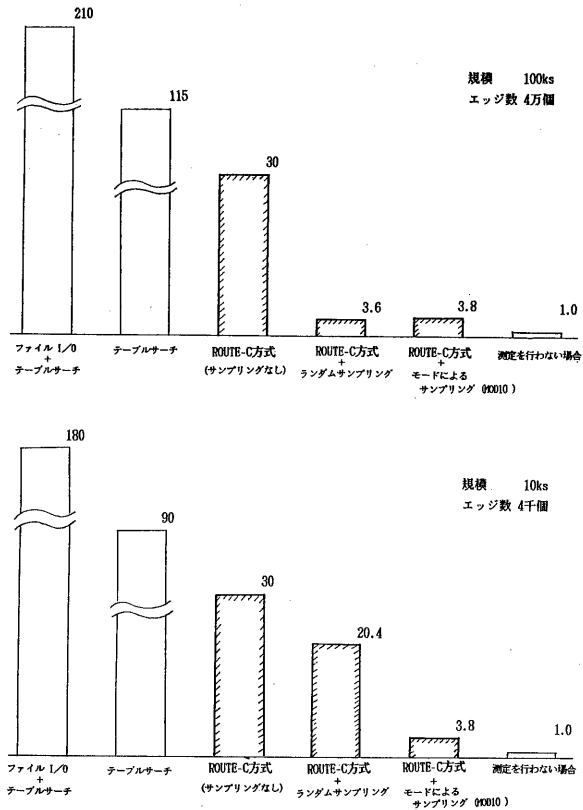 210
規模 100ks
エッジ数 4万個
115
30
3.6
3.8
1.0
ファイル I/O
+
テーブルサーチ
テーブルサーチ
ROUTE-C方式
(サンプリングなし)
ROUTE-C方式
+
ランダムサンプリング
ROUTE-C方式
+
モードによる
サンプリング (MOD10)
測定を行わない場合
180
規模 10ks
エッジ数 4千個
90
30
20.4
3.8
1.0
ファイル I/O
+
テーブルサーチ
テーブルサーチ
ROUTE-C方式
(サンプリングなし)
ROUTE-C方式
+
ランダムサンプリング
ROUTE-C方式
+
モードによる
サンプリング (MOD10)
測定を行わない場合